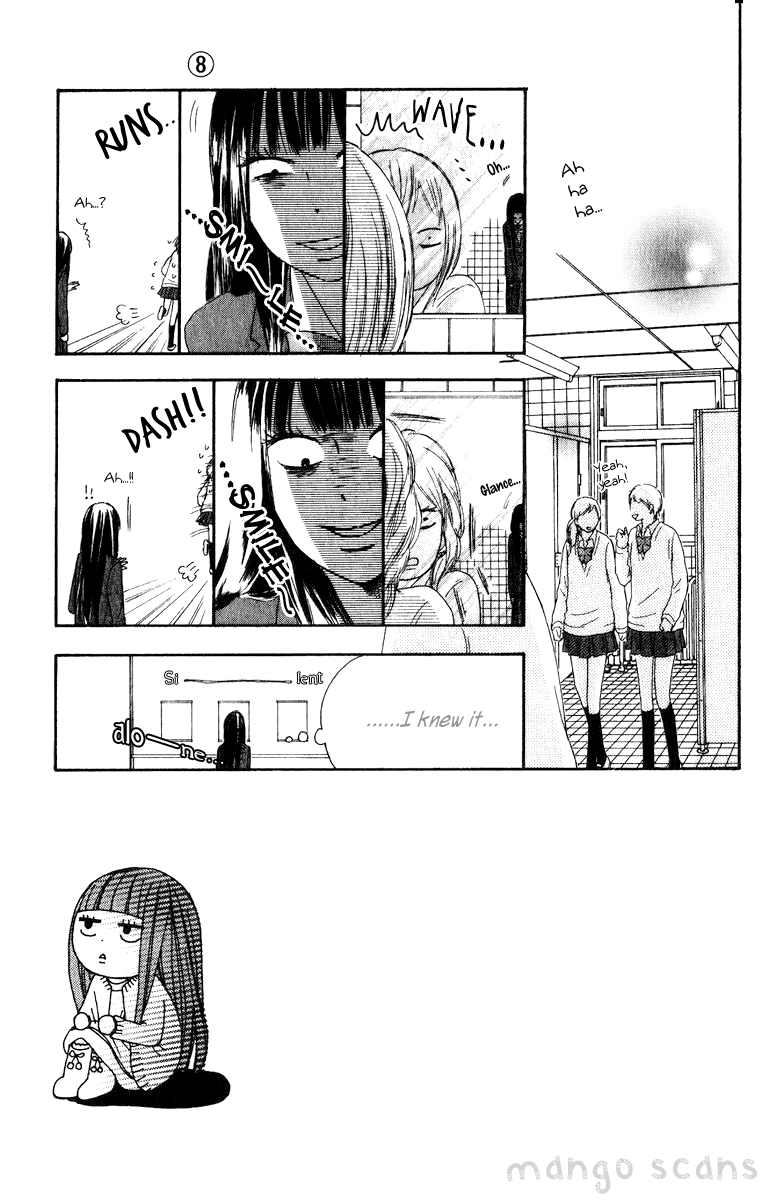 8
Ah
ha
ha...
Yeah,
yeah!
WAVE...
Oh...
...SMI~LE...
RUNS..
Ah...?
Glance...
....SMILE~
DASH!!
Ah...!!
!!
......I knew it...
Si
lent
alo
ne...
mango scans